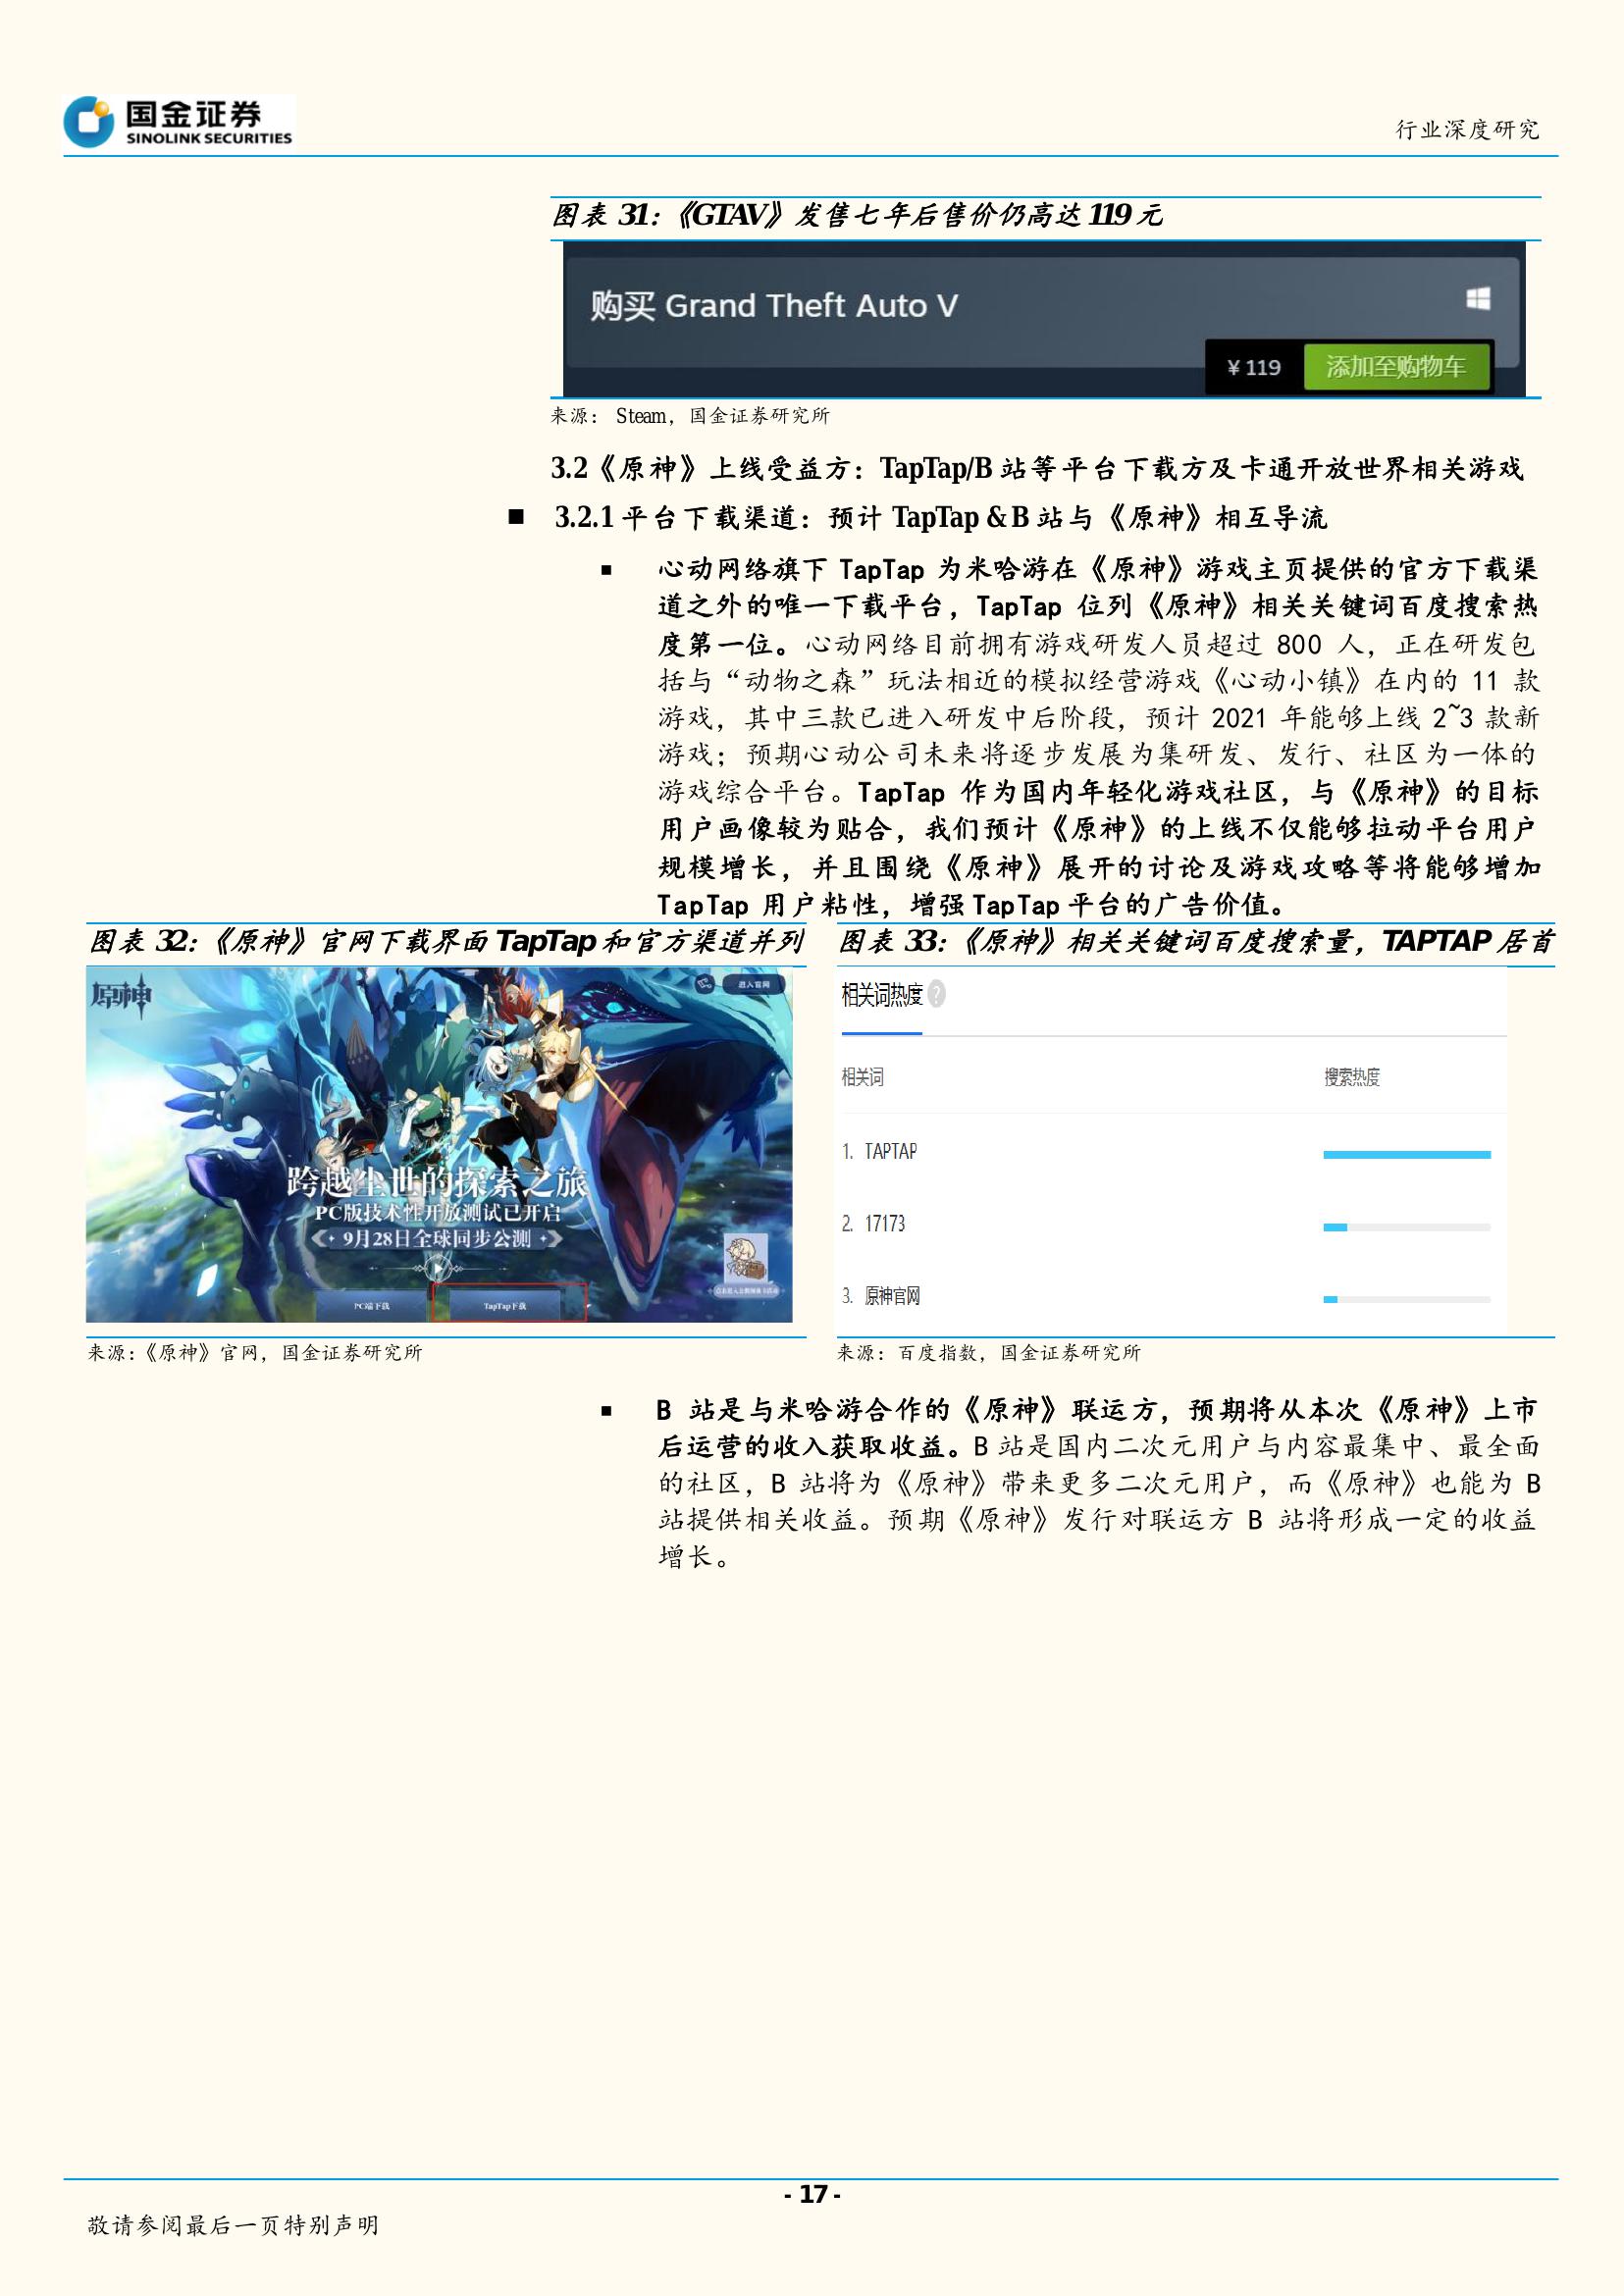 国金证券
SINOLINK SECURITIES
行业深度研究
图表 31：《GTAV》发售七年后售价仍高达 119 元
购买 Grand Theft Auto V
¥ 119
添加至购物车
来源： Steam，国金证券研究所
3.2《原神》上线受益方：TapTap/B 站等平台下载方及卡通开放世界相关游戏
■ 3.2.1 平台下载渠道：预计 TapTap & B 站与《原神》相互导流
▪ 心动网络旗下 TapTap 为米哈游在《原神》游戏主页提供的官方下载渠
道之外的唯一下载平台，TapTap 位列《原神》相关关键词百度搜索热
度第一位。心动网络目前拥有游戏研发人员超过 800 人，正在研发包
括与“动物之森”玩法相近的模拟经营游戏《心动小镇》在内的 11 款
游戏，其中三款已进入研发中后阶段，预计 2021 年能够上线 2~3 款新
游戏；预期心动公司未来将逐步发展为集研发、发行、社区为一体的
游戏综合平台。TapTap 作为国内年轻化游戏社区，与《原神》的目标
用户画像较为贴合，我们预计《原神》的上线不仅能够拉动平台用户
规模增长，并且围绕《原神》展开的讨论及游戏攻略等将能够增加
TapTap 用户粘性，增强 TapTap 平台的广告价值。
图表 32：《原神》官网下载界面 TapTap 和官方渠道并列
原神
进入官网
跨越尘世的探索之旅
PC版技术性开放测试已开启
9月28日全球同步公测
PC端下载
TapTap下载
来源：《原神》官网，国金证券研究所
图表 33：《原神》相关关键词百度搜索量，TAPTAP 居首
相关词热度 ?
相关词 搜索热度
1. TAPTAP
2. 17173
3. 原神官网
来源：百度指数，国金证券研究所
▪ B 站是与米哈游合作的《原神》联运方，预期将从本次《原神》上市
后运营的收入获取收益。B 站是国内二次元用户与内容最集中、最全面
的社区，B 站将为《原神》带来更多二次元用户，而《原神》也能为 B
站提供相关收益。预期《原神》发行对联运方 B 站将形成一定的收益
增长。
- 17 -
敬请参阅最后一页特别声明